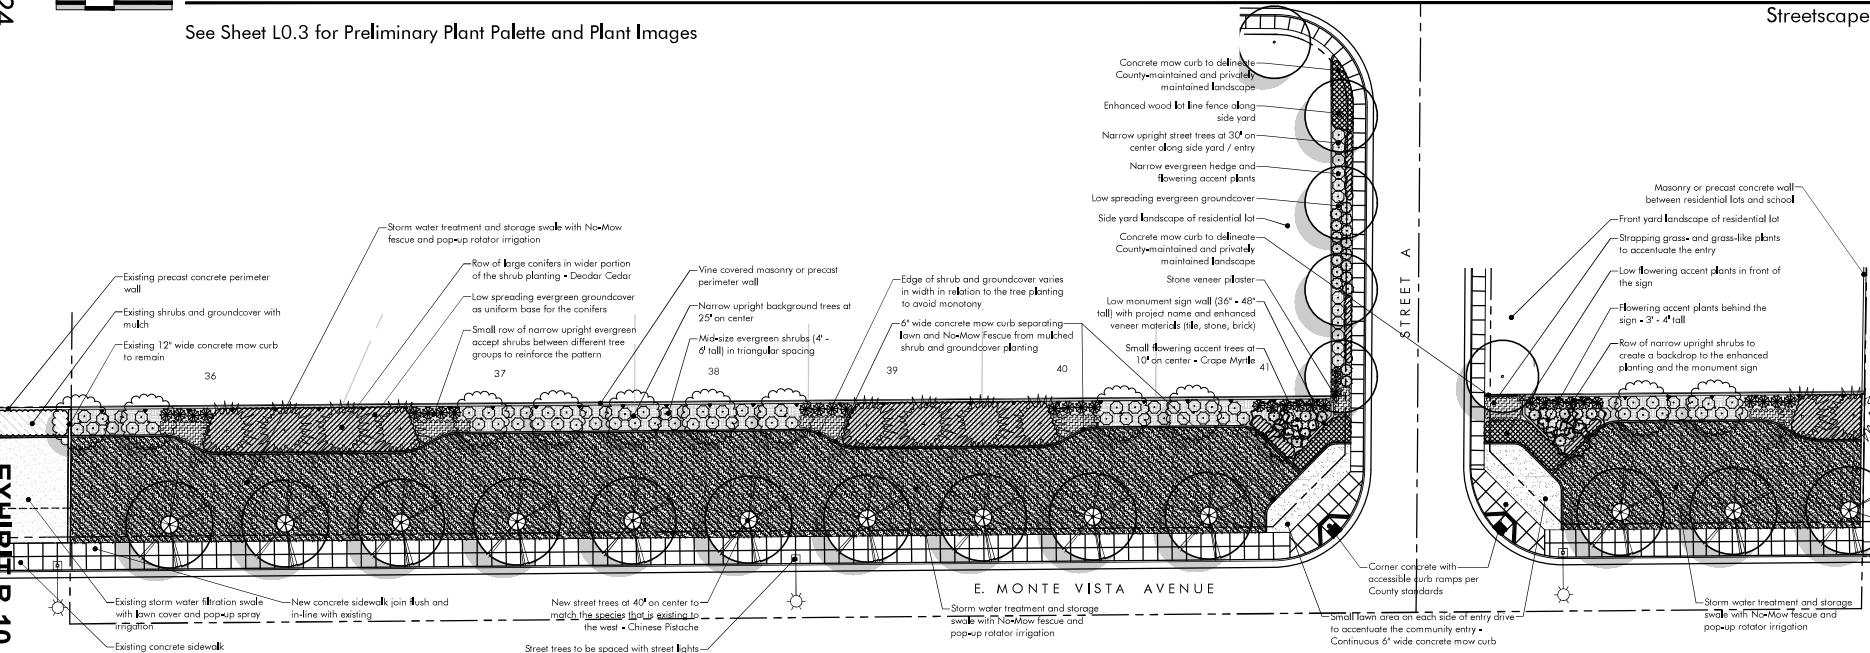 See Sheet L0.3 for Preliminary Plant Palette and Plant Images
Streetscape
Concrete mow curb to delineate
County-maintained and privately
maintained landscape
Enhanced wood lot line fence along
side yard
Narrow upright street trees at 30' on
center along side yard / entry
Narrow evergreen hedge and
flowering accent plants
Low spreading evergreen groundcover
Side yard landscape of residential lot
Concrete mow curb to delineate
County-maintained and privately
maintained landscape
Stone veneer pilaster
Low monument sign wall (36" - 48"
tall) with project name and enhanced
veneer materials (tile, stone, brick)
Small flowering accent trees at
10' on center - Crape Myrtle
41
STREET A
Masonry or precast concrete wall
between residential lots and school
Front yard landscape of residential lot
Strapping grass- and grass-like plants
to accentuate the entry
Low flowering accent plants in front of
the sign
Flowering accent plants behind the
sign - 3' - 4' tall
Row of narrow upright shrubs to
create a backdrop to the enhanced
planting and the monument sign
Existing precast concrete perimeter
wall
Existing shrubs and groundcover with
mulch
Existing 12" wide concrete mow curb
to remain
36
Storm water treatment and storage swale with No-Mow
fescue and pop-up rotator irrigation
Row of large conifers in wider portion
of the shrub planting - Deodar Cedar
Low spreading evergreen groundcover
as uniform base for the conifers
Small row of narrow upright evergreen
accept shrubs between different tree
groups to reinforce the pattern
37
Vine covered masonry or precast
perimeter wall
Narrow upright background trees at
25' on center
Mid-size evergreen shrubs (4' -
6' tall) in triangular spacing
38
Edge of shrub and groundcover varies
in width in relation to the tree planting
to avoid monotony
6" wide concrete mow curb separating
lawn and No-Mow Fescue from mulched
shrub and groundcover planting
39
40
E. MONTE VISTA AVENUE
Existing storm water filtration swale
with lawn cover and pop-up spray
irrigation
Existing concrete sidewalk
New concrete sidewalk join flush and
in-line with existing
New street trees at 40' on center to
match the species that is existing to
the west - Chinese Pistache
Street trees to be spaced with street lights
Storm water treatment and storage
swale with No-Mow fescue and
pop-up rotator irrigation
Corner concrete with
accessible curb ramps per
County standards
Small lawn area on each side of entry drive
to accentuate the community entry -
Continuous 6" wide concrete mow curb
Storm water treatment and storage
swale with No-Mow fescue and
pop-up rotator irrigation
24
EXHIBIT B-10